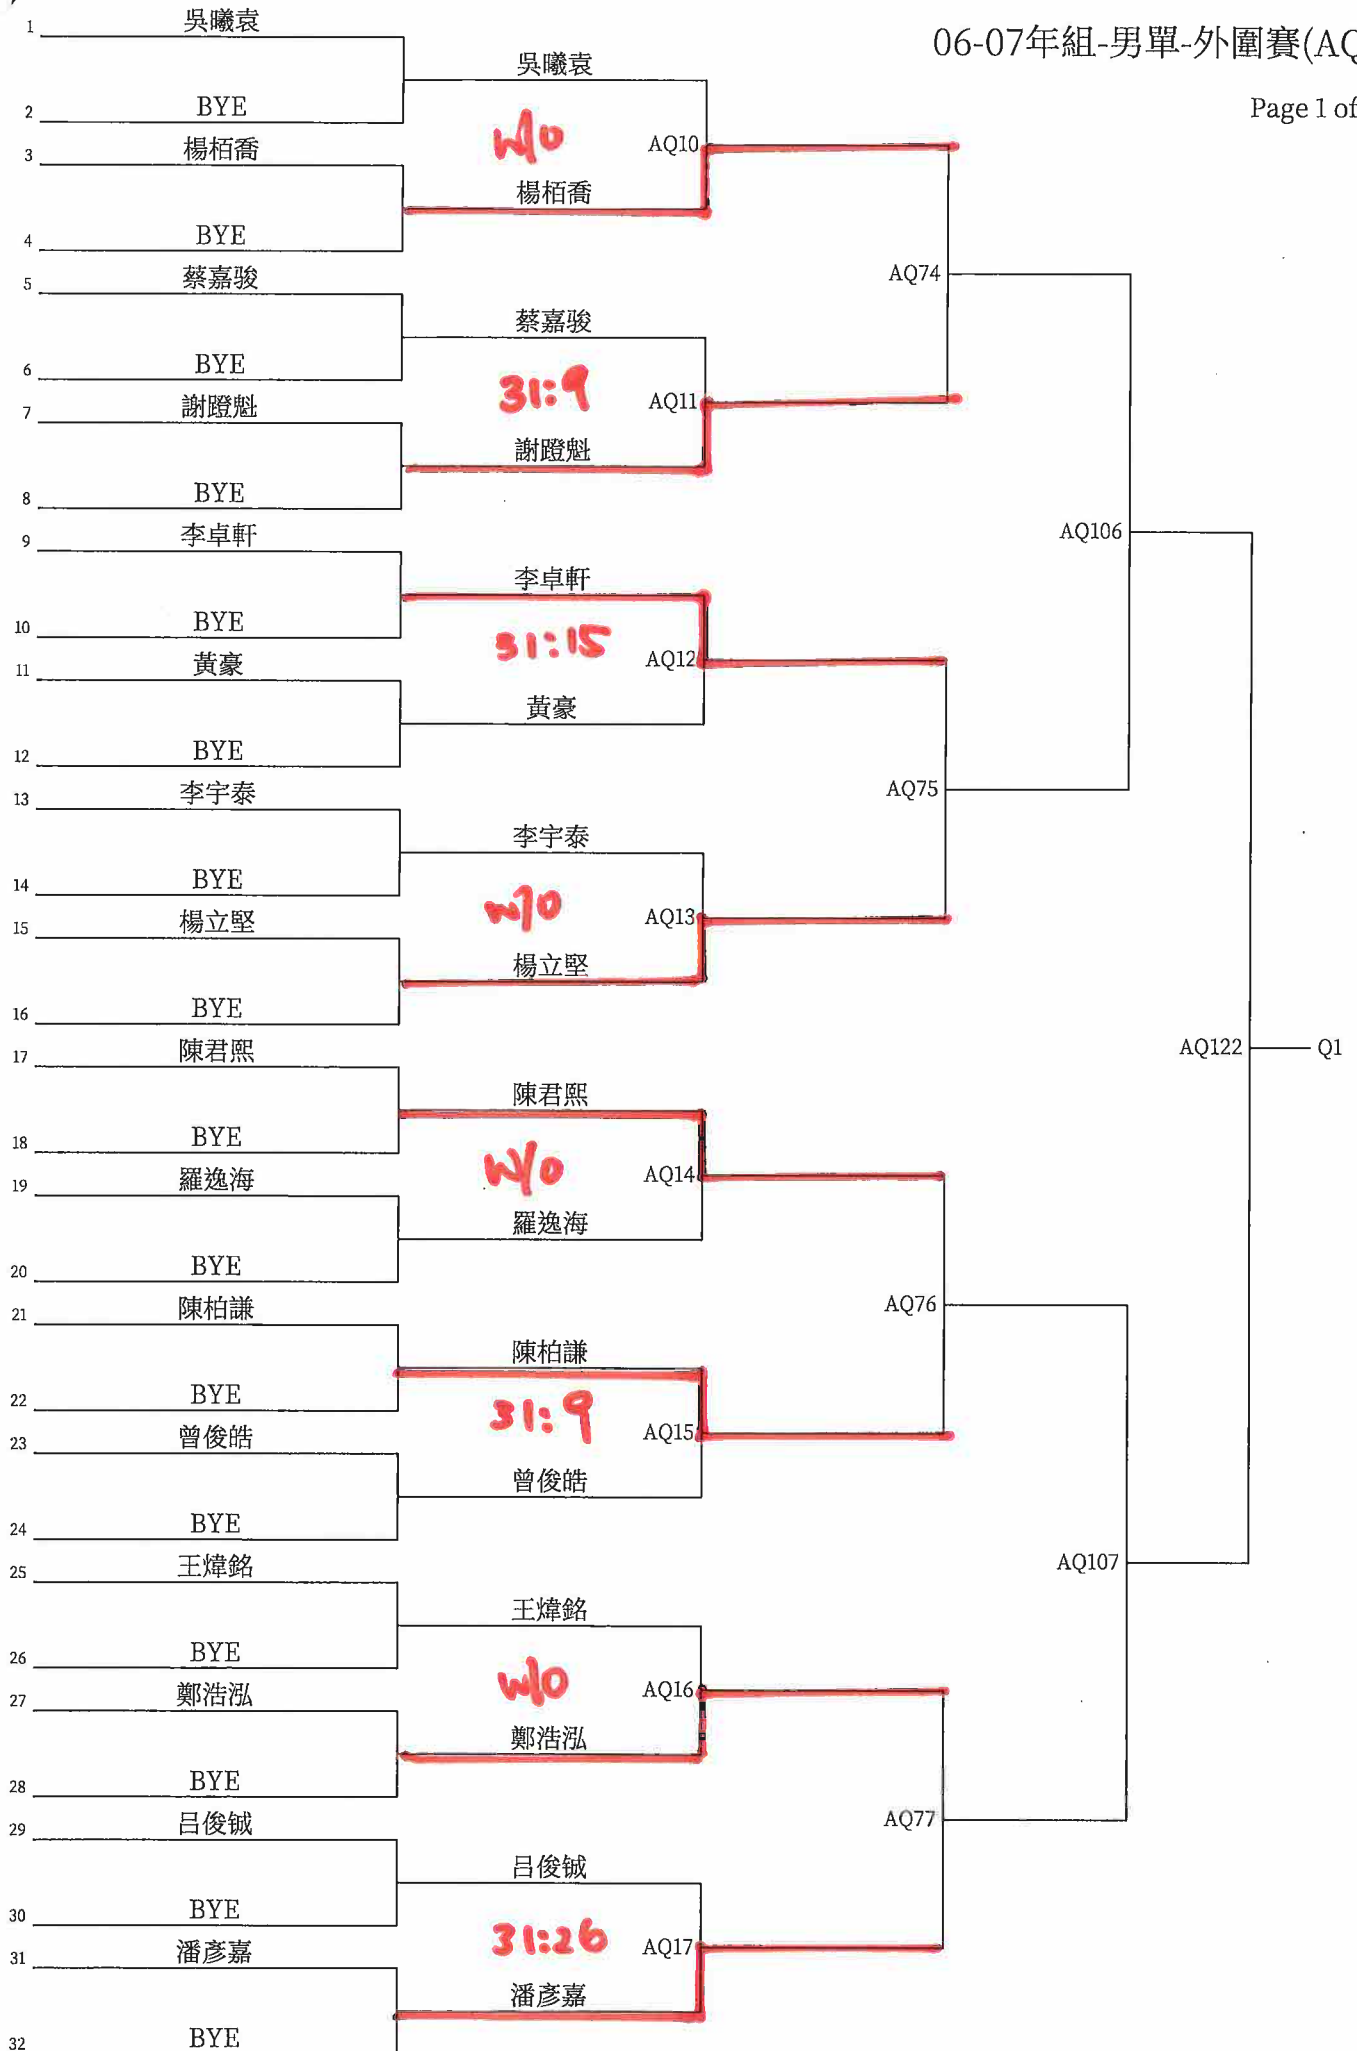 06-07年組-男單-外圍賽(AQ
Page 1 of
1 吳曦袁
吳曦袁
2 BYE
w/o AQ10
3 楊栢喬
楊栢喬
4 BYE
AQ74
5 蔡嘉骏
蔡嘉骏
6 BYE
31:9 AQ11
7 謝蹬魁
謝蹬魁
8 BYE
AQ106
9 李卓軒
李卓軒
10 BYE
31:15 AQ12
11 黃豪
黃豪
12 BYE
AQ75
13 李宇泰
李宇泰
14 BYE
w/o AQ13
15 楊立堅
楊立堅
16 BYE
AQ122 Q1
17 陳君熙
陳君熙
18 BYE
w/o AQ14
19 羅逸海
羅逸海
20 BYE
AQ76
21 陳柏謙
陳柏謙
22 BYE
31:9 AQ15
23 曾俊皓
曾俊皓
24 BYE
AQ107
25 王煒銘
王煒銘
26 BYE
w/o AQ16
27 鄭浩泓
鄭浩泓
28 BYE
AQ77
29 吕俊铖
吕俊铖
30 BYE
31:26 AQ17
31 潘彥嘉
潘彥嘉
32 BYE